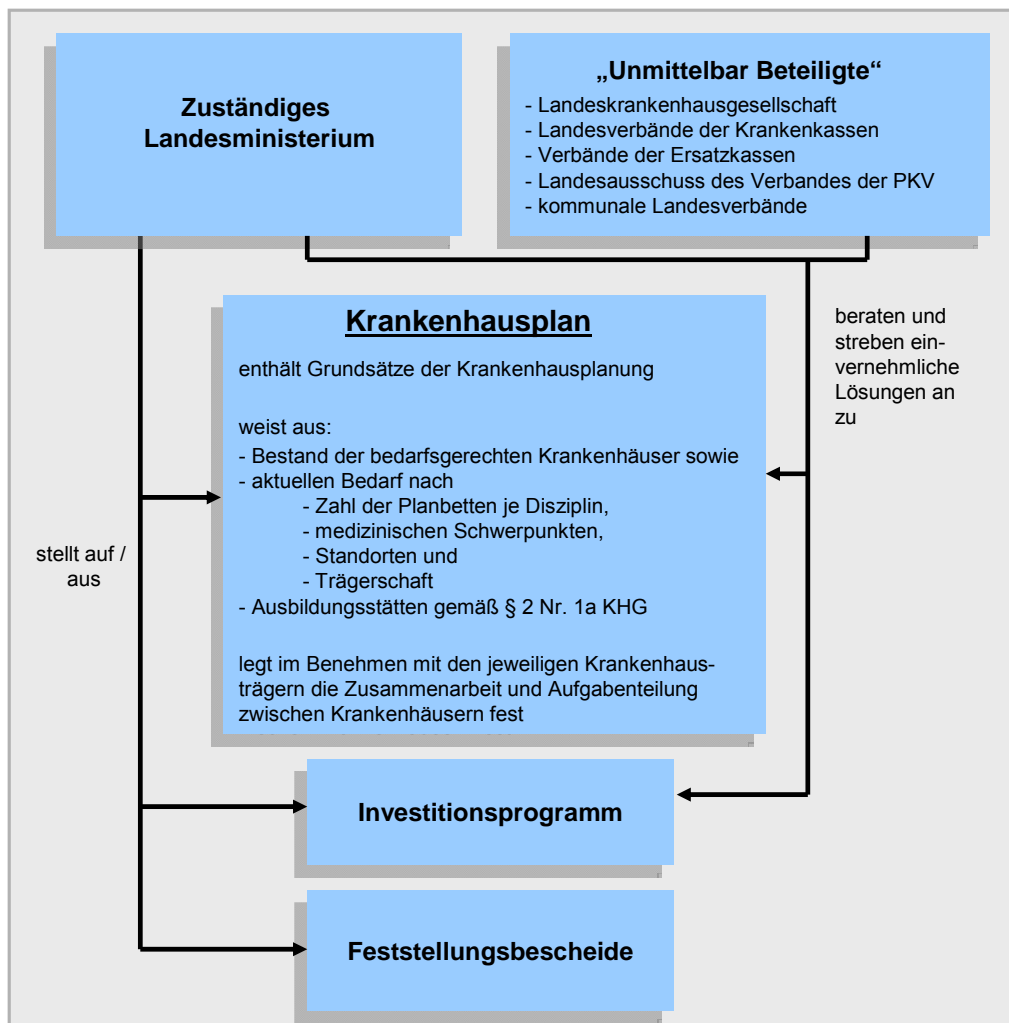 Zuständiges
Landesministerium
„Unmittelbar Beteiligte“
- Landeskrankenhausgesellschaft
- Landesverbände der Krankenkassen
- Verbände der Ersatzkassen
- Landesausschuss des Verbandes der PKV
- kommunale Landesverbände
Krankenhausplan
enthält Grundsätze der Krankenhausplanung
weist aus:
- Bestand der bedarfsgerechten Krankenhäuser sowie
- aktuellen Bedarf nach
- Zahl der Planbetten je Disziplin,
- medizinischen Schwerpunkten,
- Standorten und
- Trägerschaft
- Ausbildungsstätten gemäß § 2 Nr. 1a KHG
legt im Benehmen mit den jeweiligen Krankenhaus-
trägern die Zusammenarbeit und Aufgabenteilung
zwischen Krankenhäusern fest
beraten und
streben ein-
vernehmliche
Lösungen an
zu
stellt auf /
aus
Investitionsprogramm
Feststellungsbescheide